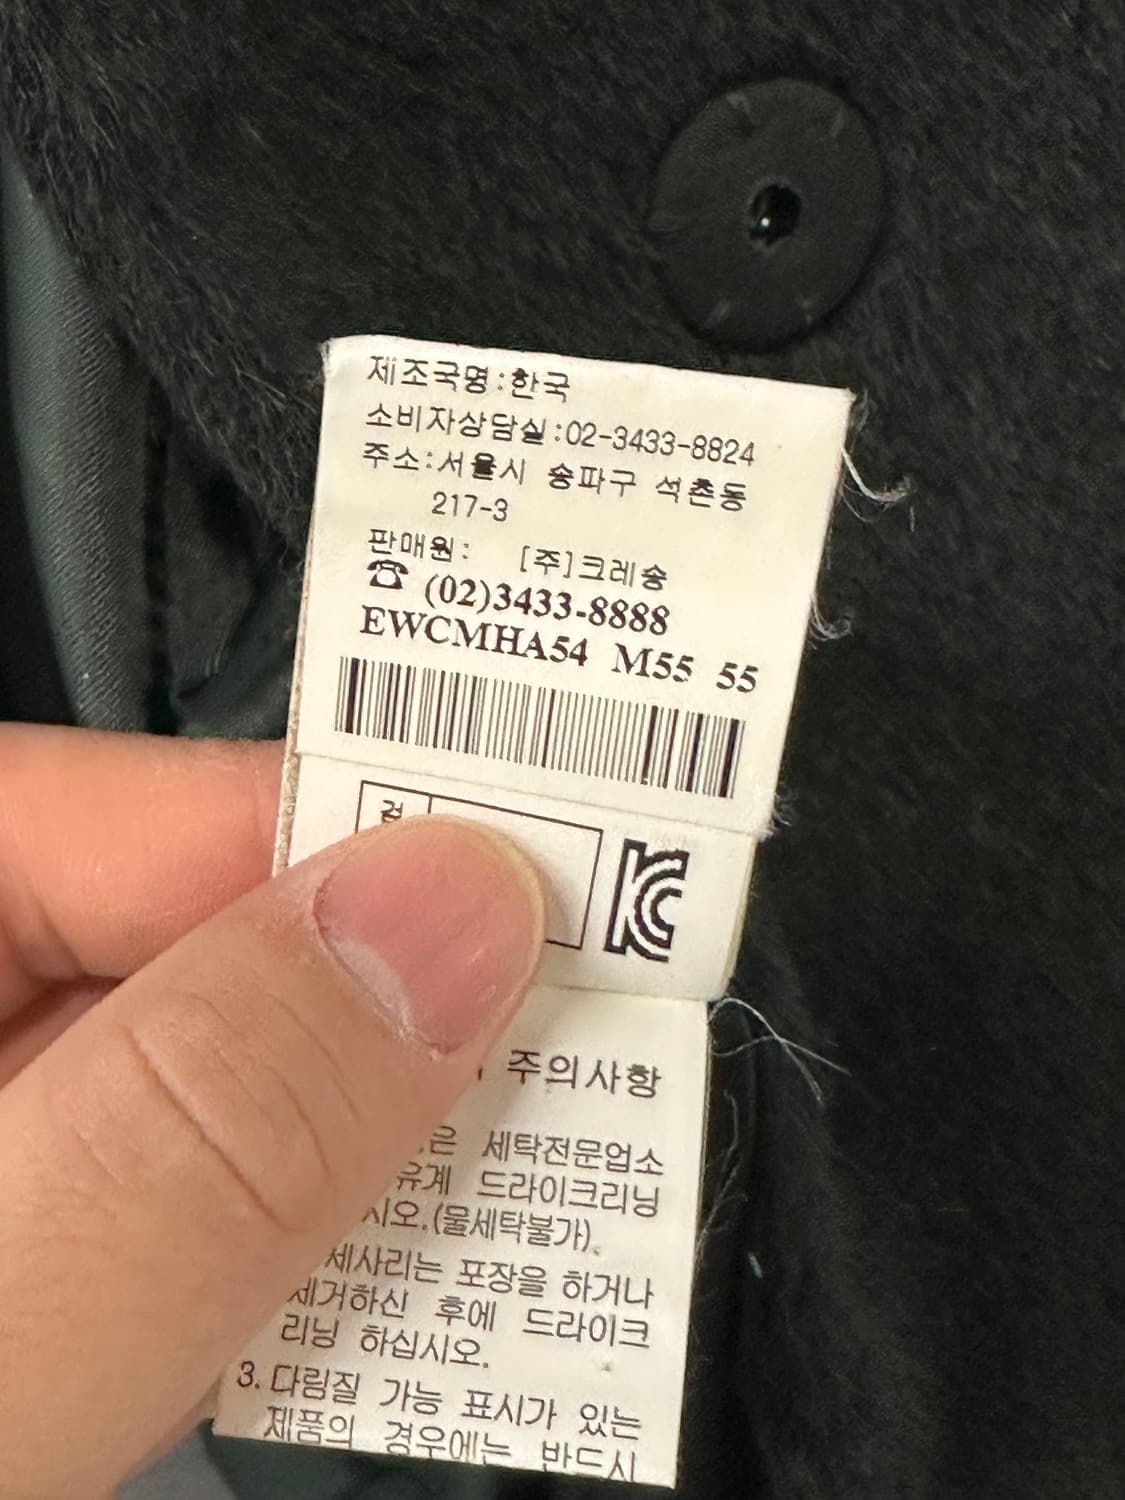 제조국명:한국
소비자상담실:02-3433-8824
주소:서울시 송파구 석촌동
217-3
판매원: [주]크레송
☎ (02)3433-8888
EWCMHA54 M55 55
KC
주의사항
은 세탁전문업소
유계 드라이크리닝
시오.(물세탁불가).
세사리는 포장을 하거나
제거하신 후에 드라이크
리닝 하십시오.
3. 다림질 가능 표시가 있는
제품의 경우에는 반드시